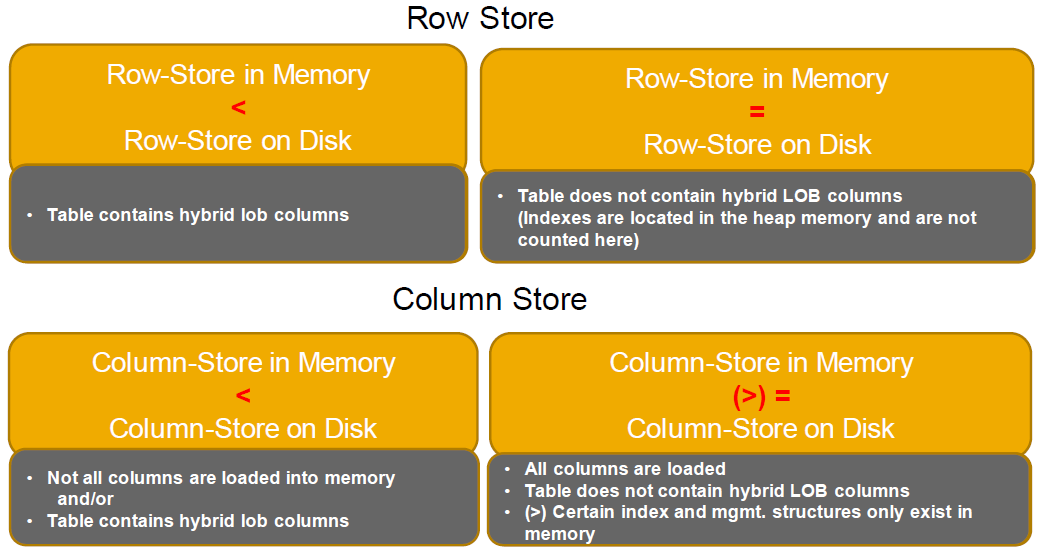 Row Store
Row-Store in Memory
<
Row-Store on Disk
• Table contains hybrid lob columns
Row-Store in Memory
=
Row-Store on Disk
• Table does not contain hybrid LOB columns
(Indexes are located in the heap memory and are not
counted here)
Column Store
Column-Store in Memory
<
Column-Store on Disk
• Not all columns are loaded into memory
and/or
• Table contains hybrid lob columns
Column-Store in Memory
(>) =
Column-Store on Disk
• All columns are loaded
• Table does not contain hybrid LOB columns
• (>) Certain index and mgmt. structures only exist in
memory